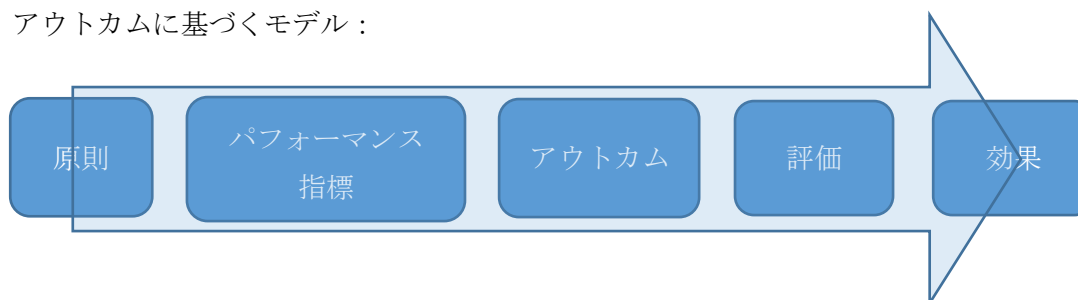 アウトカムに基づくモデル：
原則
パフォーマンス
指標
アウトカム
評価
効果